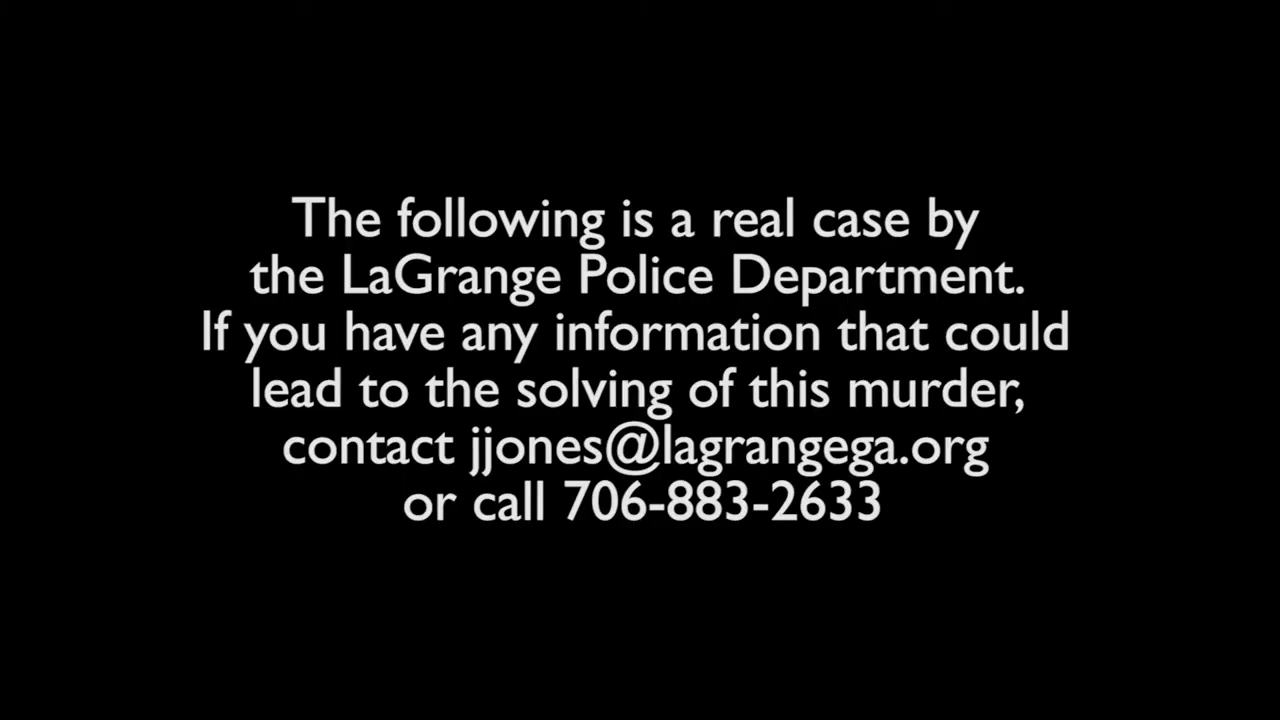 The following is a real case by
the LaGrange Police Department.
If you have any information that could
lead to the solving of this murder,
contact jjones@lagrangega.org
or call 706-883-2633